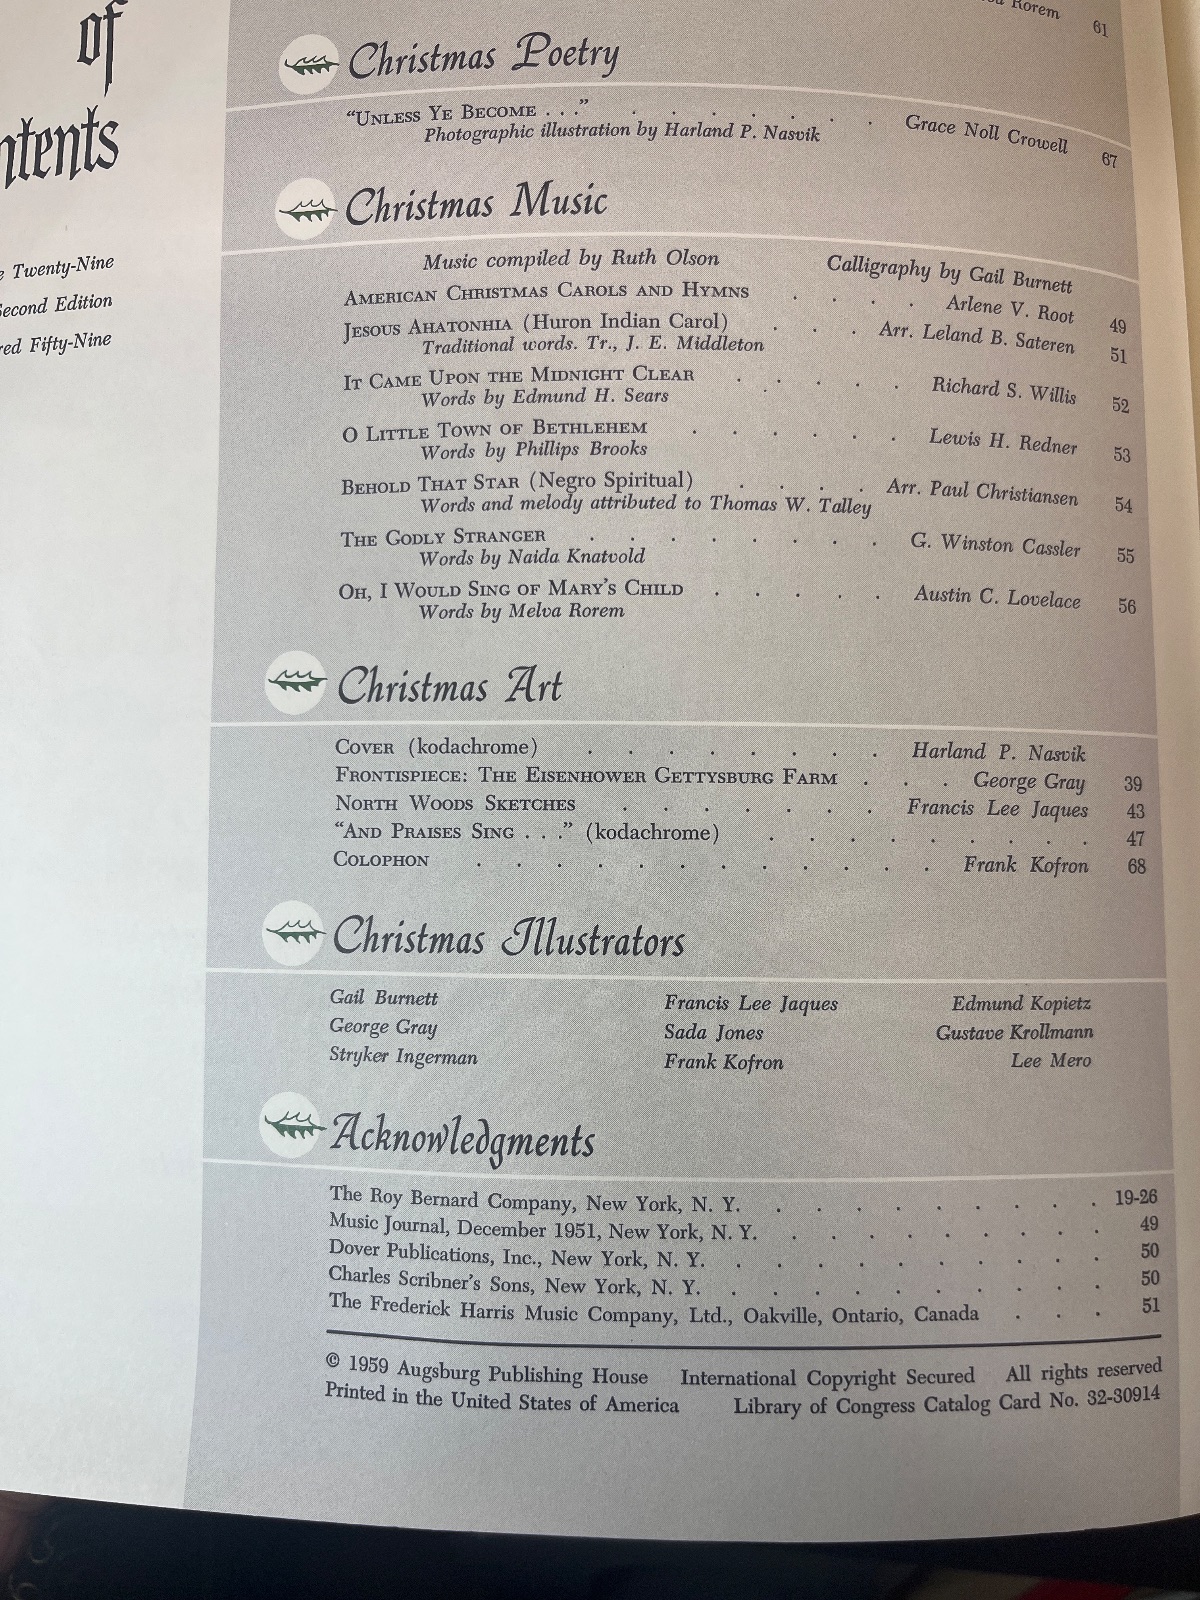 of
ntents
Twenty-Nine
Second Edition
Fifty-Nine
Rorem 61
Christmas Poetry
“Unless Ye Become . . .” . . . . . . . Grace Noll Crowell 67
Photographic illustration by Harland P. Nasvik
Christmas Music
Music compiled by Ruth Olson Calligraphy by Gail Burnett
American Christmas Carols and Hymns . . . . Arlene V. Root 49
Jesous Ahatonhia (Huron Indian Carol) . . . Arr. Leland B. Sateren 51
Traditional words. Tr., J. E. Middleton
It Came Upon the Midnight Clear . . . . . Richard S. Willis 52
Words by Edmund H. Sears
O Little Town of Bethlehem . . . . . . Lewis H. Redner 53
Words by Phillips Brooks
Behold That Star (Negro Spiritual) . . . . Arr. Paul Christiansen 54
Words and melody attributed to Thomas W. Talley
The Godly Stranger . . . . . . . . G. Winston Cassler 55
Words by Naida Knatvold
Oh, I Would Sing of Mary’s Child . . . . . Austin C. Lovelace 56
Words by Melva Rorem
Christmas Art
Cover (kodachrome) . . . . . . . . Harland P. Nasvik
Frontispiece: The Eisenhower Gettysburg Farm . . . George Gray 39
North Woods Sketches . . . . . . . Francis Lee Jaques 43
“And Praises Sing . . .” (kodachrome) . . . . . . . . . 47
Colophon . . . . . . . . . . . . Frank Kofron 68
Christmas Illustrators
Gail Burnett Francis Lee Jaques Edmund Kopietz
George Gray Sada Jones Gustave Krollmann
Stryker Ingerman Frank Kofron Lee Mero
Acknowledgments
The Roy Bernard Company, New York, N. Y. . . . . . . . . . 19-26
Music Journal, December 1951, New York, N. Y. . . . . . . . . . 49
Dover Publications, Inc., New York, N. Y. . . . . . . . . . . 50
Charles Scribner’s Sons, New York, N. Y. . . . . . . . . . . 50
The Frederick Harris Music Company, Ltd., Oakville, Ontario, Canada . . . 51
© 1959 Augsburg Publishing House International Copyright Secured All rights reserved
Printed in the United States of America Library of Congress Catalog Card No. 32-30914